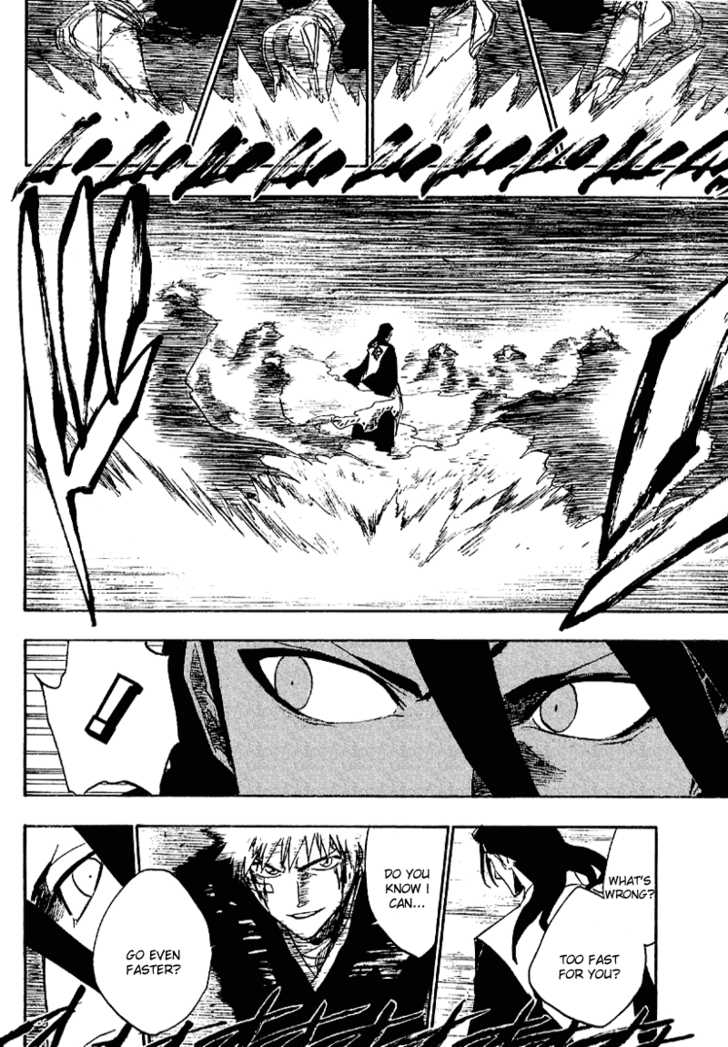 !
WHAT'S
WRONG?
TOO FAST
FOR YOU?
DO YOU
KNOW I
CAN...
GO EVEN
FASTER?